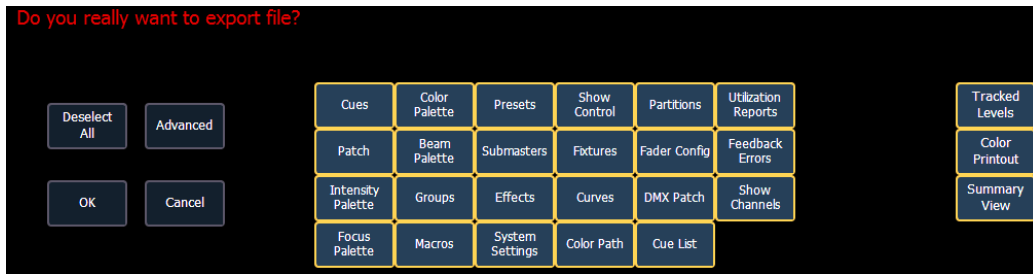 Do you really want to export file?
Deselect
All
Advanced
OK
Cancel
Cues
Color
Palette
Presets
Show
Control
Partitions
Utilization
Reports
Patch
Beam
Palette
Submasters
Fixtures
Fader Config
Feedback
Errors
Intensity
Palette
Groups
Effects
Curves
DMX Patch
Show
Channels
Focus
Palette
Macros
System
Settings
Color Path
Cue List
Tracked
Levels
Color
Printout
Summary
View